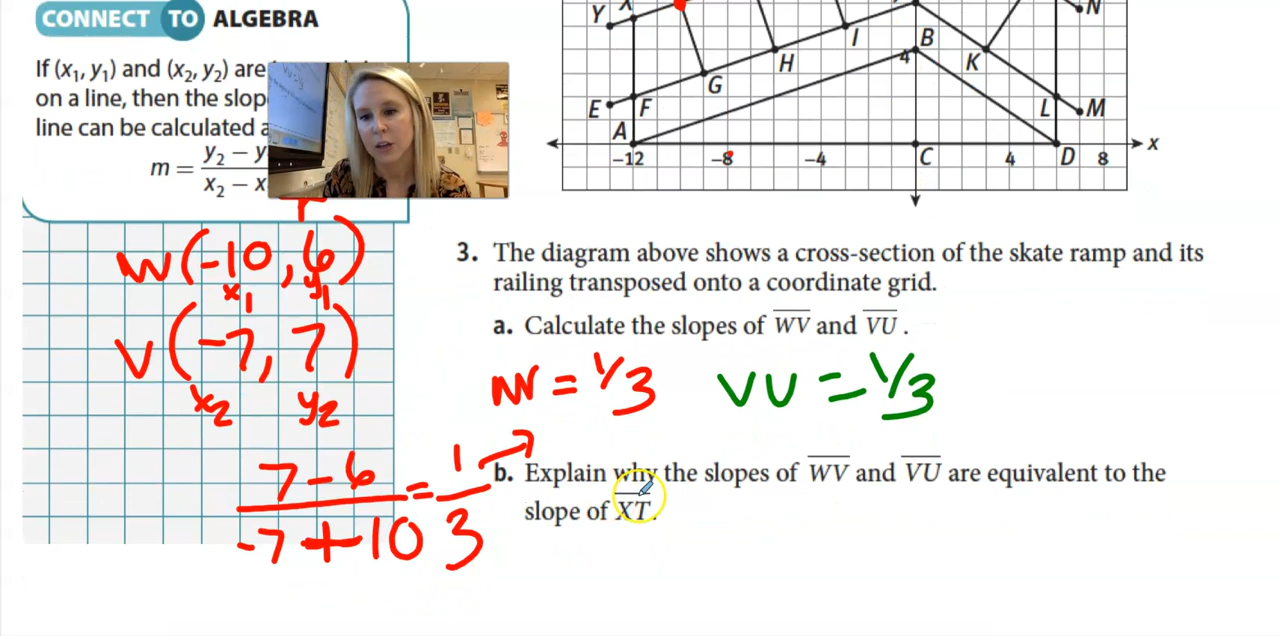 CONNECT TO ALGEBRA
If (x1, y1) and (x2, y2) are
on a line, then the slop
line can be calculated a
m = y2 − y
x2 − x
Y
N
B
I
4
K
H
G
E F
L M
A
x
−12 −8 −4 C 4 D 8
W(-10, 6)
x1 y1
V(-7, 7)
x2 y2
7 - 6 = 1
-7 + 10 3
3. The diagram above shows a cross-section of the skate ramp and its
railing transposed onto a coordinate grid.
a. Calculate the slopes of WV and VU.
WV = 1/3 VU = 1/3
b. Explain why the slopes of WV and VU are equivalent to the
slope of XT.